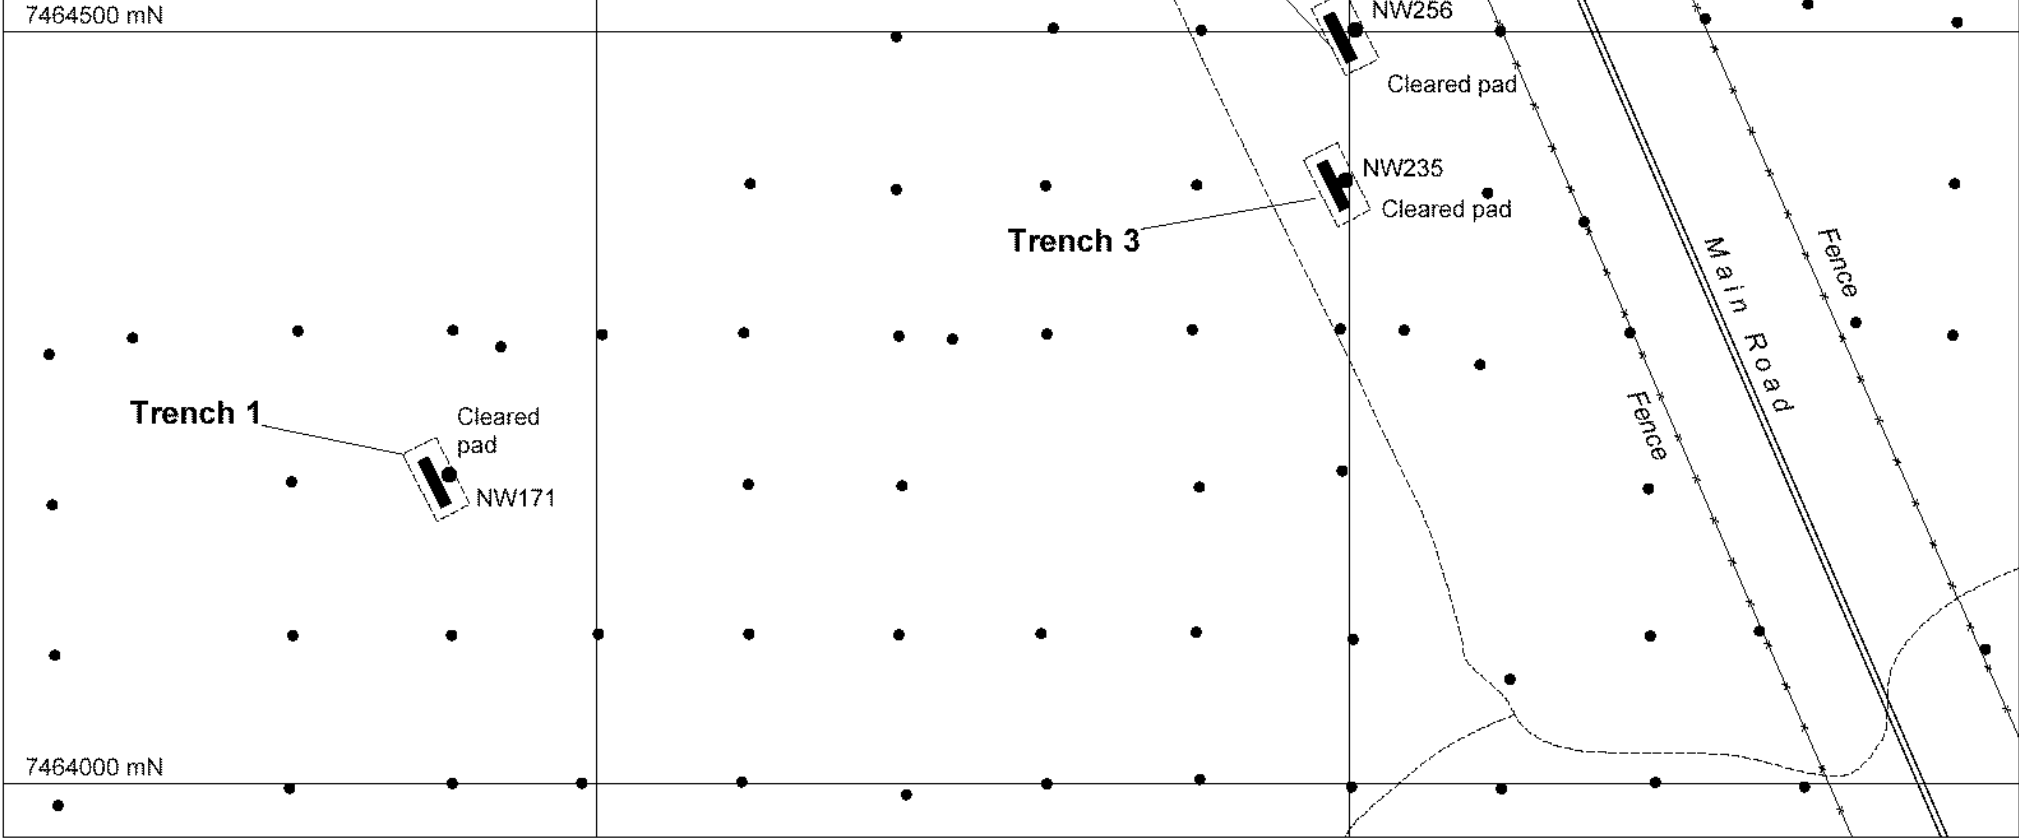 7464500 mN
NW256
Cleared pad
NW235
Cleared pad
Trench 3
Fence
Main Road
Fence
Trench 1
Cleared
pad
NW171
7464000 mN